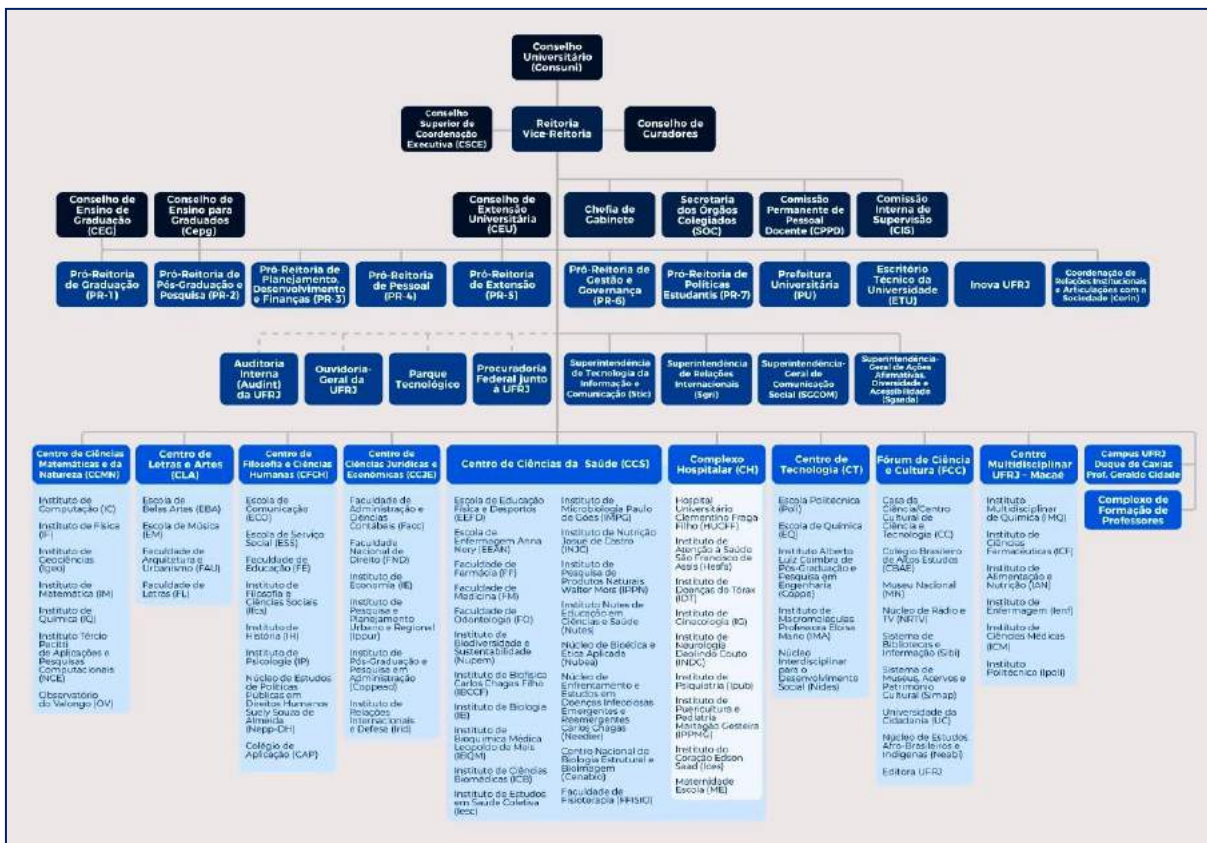 Conselho
Universitário
(Consuni)
Conselho
Superior de
Coordenação
Executiva (CSCE)
Reitoria
Vice-Reitoria
Conselho de
Curadores
Conselho de
Ensino de
Graduação
(CEG)
Conselho de
Ensino para
Graduados
(Cepg)
Conselho de
Extensão
Universitária
(CEU)
Chefia de
Gabinete
Secretaria
dos Órgãos
Colegiados
(SOC)
Comissão
Permanente
de Pessoal
Docente (CPPD)
Comissão
Interna de
Supervisão
(CIS)
Pró-Reitoria
de Graduação
(PR-1)
Pró-Reitoria de
Pós-Graduação e
Pesquisa (PR-2)
Pró-Reitoria de
Planejamento,
Desenvolvimento
e Finanças (PR-3)
Pró-Reitoria
de Pessoal
(PR-4)
Pró-Reitoria
de Extensão
(PR-5)
Pró-Reitoria de
Gestão e
Governança
(PR-6)
Pró-Reitoria
de Políticas
Estudantis (PR-7)
Prefeitura
Universitária
(PU)
Escritório
Técnico da
Universidade
(ETU)
Inova UFRJ
Coordenação de
Relações Institucionais
e Articulações com a
Sociedade (Corin)
Auditoria
Interna
(Audint)
da UFRJ
Ouvidoria-
Geral da
UFRJ
Parque
Tecnológico
Procuradoria
Federal junto
à UFRJ
Superintendência
de Tecnologia da
Informação e
Comunicação (Stic)
Superintendência
de Relações
Internacionais
(Sgri)
Superintendência-
Geral de
Comunicação
Social (SGCOM)
Superintendência-
Geral de Ações
Afirmativas,
Diversidade e
Acessibilidade
(Sgaada)
Centro de Ciências
Matemáticas e da
Natureza (CCMN)
Instituto de
Computação (IC)
Instituto de Física
(IF)
Instituto de
Geociências
(Igeo)
Instituto de
Matemática (IM)
Instituto de
Química (IQ)
Instituto Tércio
Pacitti
de Aplicações e
Pesquisas
Computacionais
(NCE)
Observatório
do Valongo (OV)
Centro de
Letras e Artes
(CLA)
Escola de
Belas Artes (EBA)
Escola de Música
(EM)
Faculdade de
Arquitetura e
Urbanismo (FAU)
Faculdade de
Letras (FL)
Centro de
Filosofia e Ciências
Humanas (CFCH)
Escola de
Comunicação
(ECO)
Escola de Serviço
Social (ESS)
Faculdade de
Educação (FE)
Instituto de
Filosofia e
Ciências Sociais
(Ifcs)
Instituto de
História (IH)
Instituto de
Psicologia (IP)
Núcleo de Estudos
de Políticas
Públicas em
Direitos Humanos
Suely Souza de
Almeida
(Nepp-DH)
Colégio de
Aplicação (CAP)
Centro de
Ciências Jurídicas e
Econômicas (CCJE)
Faculdade de
Administração e
Ciências
Contábeis (Facc)
Faculdade
Nacional de
Direito (FND)
Instituto de
Economia (IE)
Instituto de
Pesquisa e
Planejamento
Urbano e Regional
(Ippur)
Instituto de
Pós-Graduação e
Pesquisa em
Administração
(Coppead)
Instituto de
Relações
Internacionais
e Defesa (Irid)
Centro de Ciências da Saúde (CCS)
Escola de Educação
Física e Desportos
(EEFD)
Escola de
Enfermagem Anna
Nery (EEAN)
Faculdade de
Farmácia (FF)
Faculdade de
Medicina (FM)
Faculdade de
Odontologia (FO)
Instituto de
Biodiversidade e
Sustentabilidade
(Nupem)
Instituto de Biofísica
Carlos Chagas Filho
(IBCCF)
Instituto de Biologia
(IB)
Instituto de
Bioquímica Médica
Leopoldo de Meis
(IBQM)
Instituto de Ciências
Biomédicas (ICB)
Instituto de Estudos
em Saúde Coletiva
(Iesc)
Instituto de
Microbiologia Paulo
de Góes (IMPG)
Instituto de Nutrição
Josué de Castro
(INJC)
Instituto de
Pesquisa de
Produtos Naturais
Walter Mors (IPPN)
Instituto Nutes de
Educação em
Ciências e Saúde
(Nutes)
Núcleo de Bioética e
Ética Aplicada
(Nubea)
Núcleo de
Enfrentamento e
Estudos em
Doenças Infecciosas
Emergentes e
Reemergentes
Carlos Chagas
(Needier)
Centro Nacional de
Biologia Estrutural e
Bioimagem
(Cenabio)
Faculdade de
Fisioterapia (FFISIO)
Complexo
Hospitalar (CH)
Hospital
Universitário
Clementino Fraga
Filho (HUCFF)
Instituto de
Atenção à Saúde
São Francisco de
Assis (Hesfa)
Instituto de
Doenças do Tórax
(IDT)
Instituto de
Ginecologia (IG)
Instituto de
Neurologia
Deolindo Couto
(INDC)
Instituto de
Psiquiatria (Ipub)
Instituto de
Puericultura e
Pediatria
Martagão Gesteira
(IPPMG)
Instituto do
Coração Edson
Saad (Ices)
Maternidade
Escola (ME)
Centro de
Tecnologia (CT)
Escola Politécnica
(Poli)
Escola de Química
(EQ)
Instituto Alberto
Luiz Coimbra de
Pós-Graduação e
Pesquisa em
Engenharia
(Coppe)
Instituto de
Macromoléculas
Professora Eloisa
Mano (IMA)
Núcleo
Interdisciplinar
para o
Desenvolvimento
Social (Nides)
Fórum de Ciência
e Cultura (FCC)
Casa da
Ciência/Centro
Cultural de
Ciência e
Tecnologia (CC)
Colégio Brasileiro
de Altos Estudos
(CBAE)
Museu Nacional
(MN)
Núcleo de Rádio e
TV (NRTV)
Sistema de
Bibliotecas e
Informação (Sibi)
Sistema de
Museus, Acervos e
Patrimônio
Cultural (Simap)
Universidade da
Cidadania (UC)
Núcleo de Estudos
Afro-Brasileiros e
Indígenas (Neabi)
Editora UFRJ
Centro
Multidisciplinar
UFRJ - Macaé
Instituto
Multidisciplinar
de Química (IMQ)
Instituto de
Ciências
Farmacêuticas (ICF)
Instituto de
Alimentação e
Nutrição (IAN)
Instituto de
Enfermagem (Ienf)
Instituto de
Ciências Médicas
(ICM)
Instituto
Politécnico (Ipoli)
Campus UFRJ
Duque de Caxias
Prof. Geraldo Cidade
Complexo de
Formação de
Professores